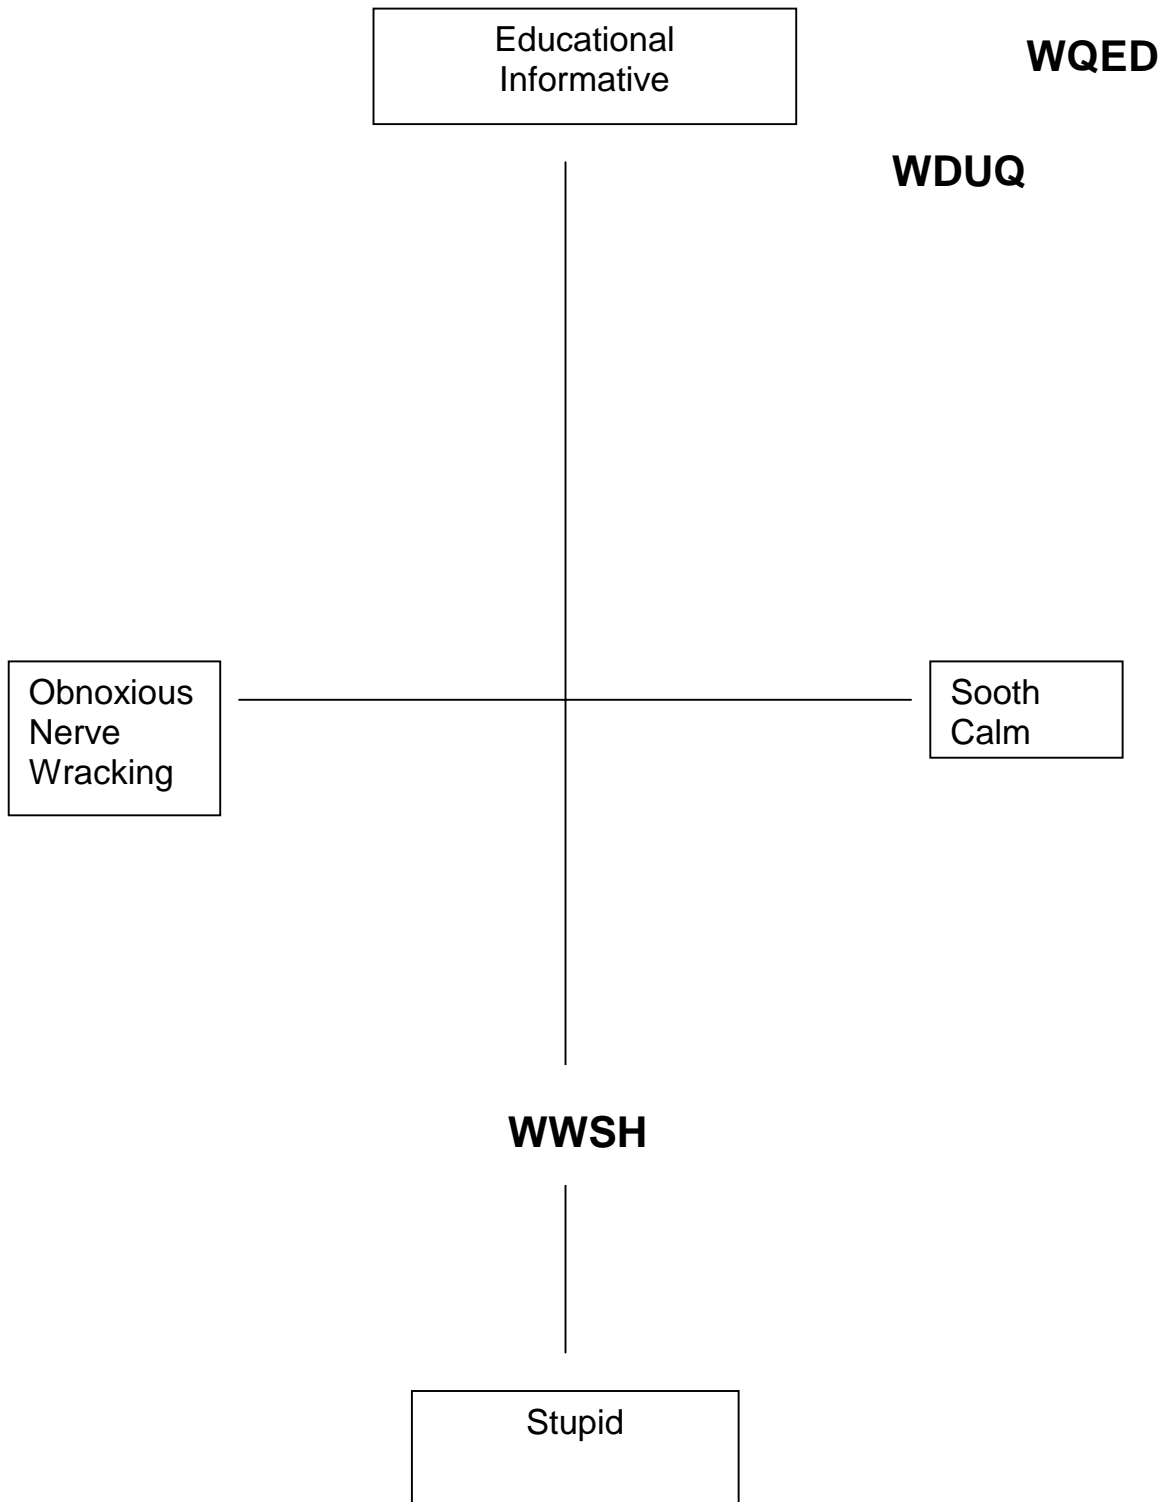 Educational
Informative
WQED
WDUQ
Obnoxious
Nerve
Wracking
Sooth
Calm
WWSH
Stupid